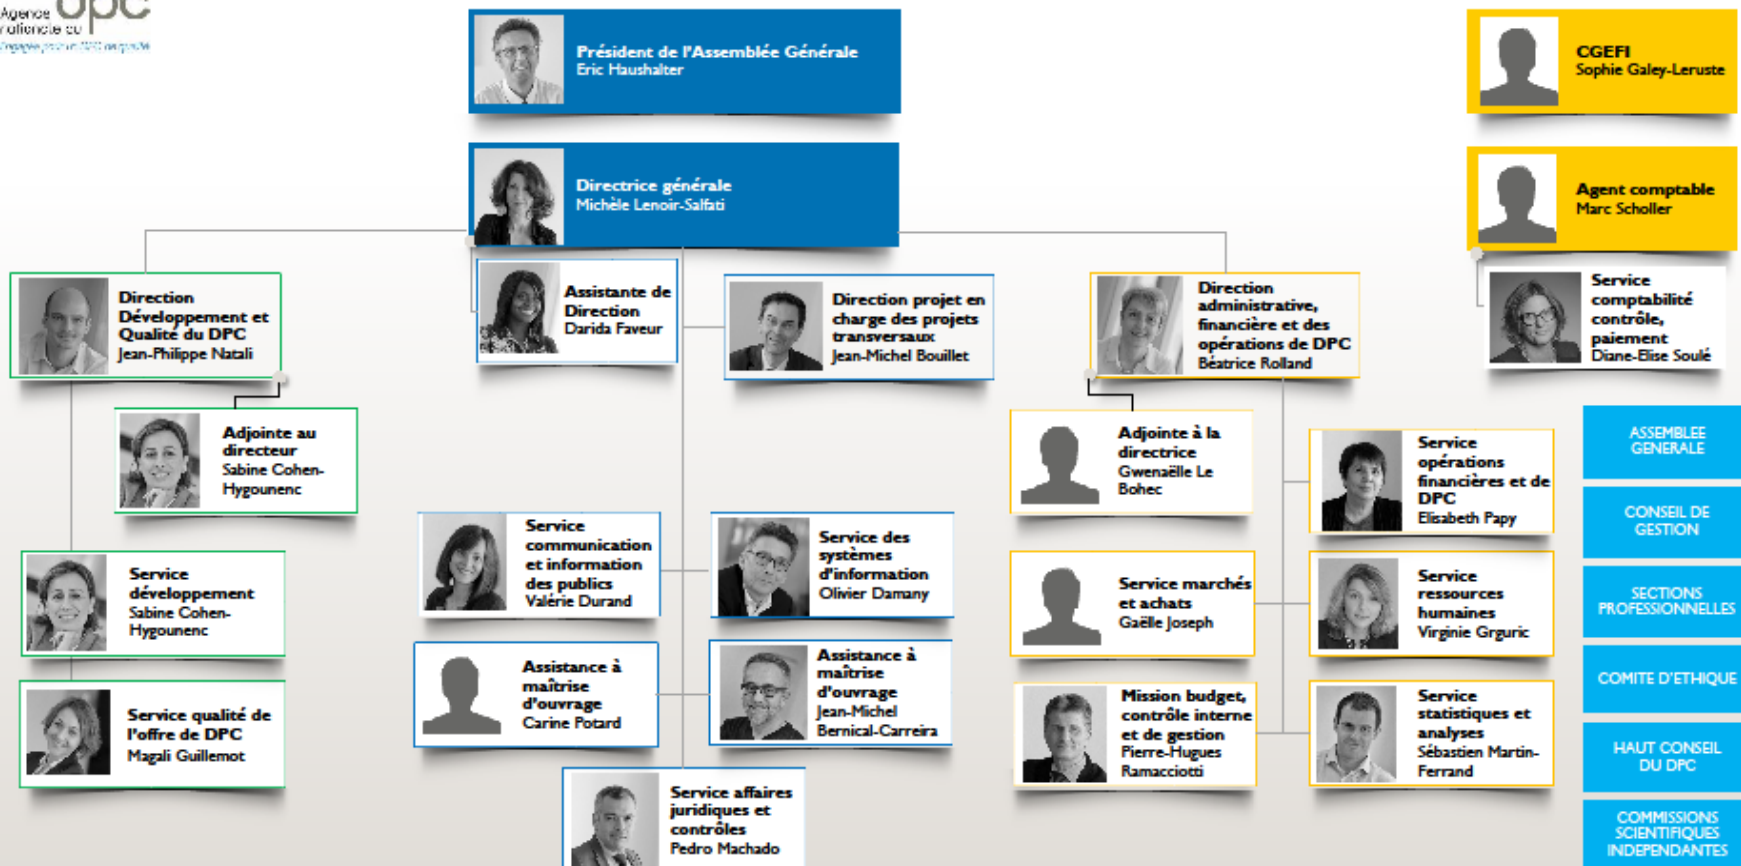 Agence
nationale du
dpc
Engagée pour un DPC de qualité
Président de l'Assemblée Générale
Eric Haushalter
CGEFI
Sophie Galey-Leruste
Directrice générale
Michèle Lenoir-Salfati
Agent comptable
Marc Scholler
Direction
Développement et
Qualité du DPC
Jean-Philippe Natali
Assistante de
Direction
Darida Faveur
Direction projet en
charge des projets
transversaux
Jean-Michel Bouillet
Direction
administrative,
financière et des
opérations de DPC
Béatrice Rolland
Service
comptabilité
contrôle,
paiement
Diane-Elise Soulé
Adjointe au
directeur
Sabine Cohen-
Hygounenc
Adjointe à la
directrice
Gwenaëlle Le
Bohec
Service
opérations
financières et de
DPC
Elisabeth Papy
ASSEMBLEE
GENERALE
CONSEIL DE
GESTION
SECTIONS
PROFESSIONNELLES
COMITE D'ETHIQUE
HAUT CONSEIL
DU DPC
COMMISSIONS
SCIENTIFIQUES
INDEPENDANTES
Service
développement
Sabine Cohen-
Hygounenc
Service
communication
et information
des publics
Valérie Durand
Service des
systèmes
d'information
Olivier Damany
Service marchés
et achats
Gaëlle Joseph
Service
ressources
humaines
Virginie Grguric
Service qualité de
l'offre de DPC
Magali Guillemot
Assistance à
maîtrise
d'ouvrage
Carine Potard
Assistance à
maîtrise
d'ouvrage
Jean-Michel
Bernical-Carreira
Mission budget,
contrôle interne
et de gestion
Pierre-Hugues
Ramacciotti
Service
statistiques et
analyses
Sébastien Martin-
Ferrand
Service affaires
juridiques et
contrôles
Pedro Machado